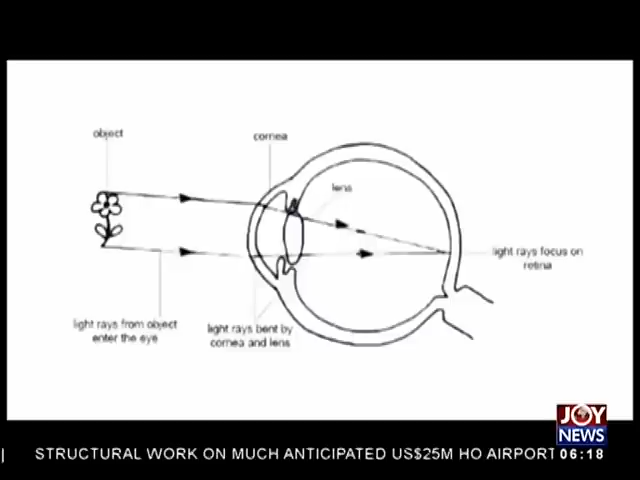 object
cornea
lens
light rays focus on
retina
light rays from object
enter the eye
light rays bent by
cornea and lens
JOY
NEWS
STRUCTURAL WORK ON MUCH ANTICIPATED US$25M HO AIRPORT
06:18